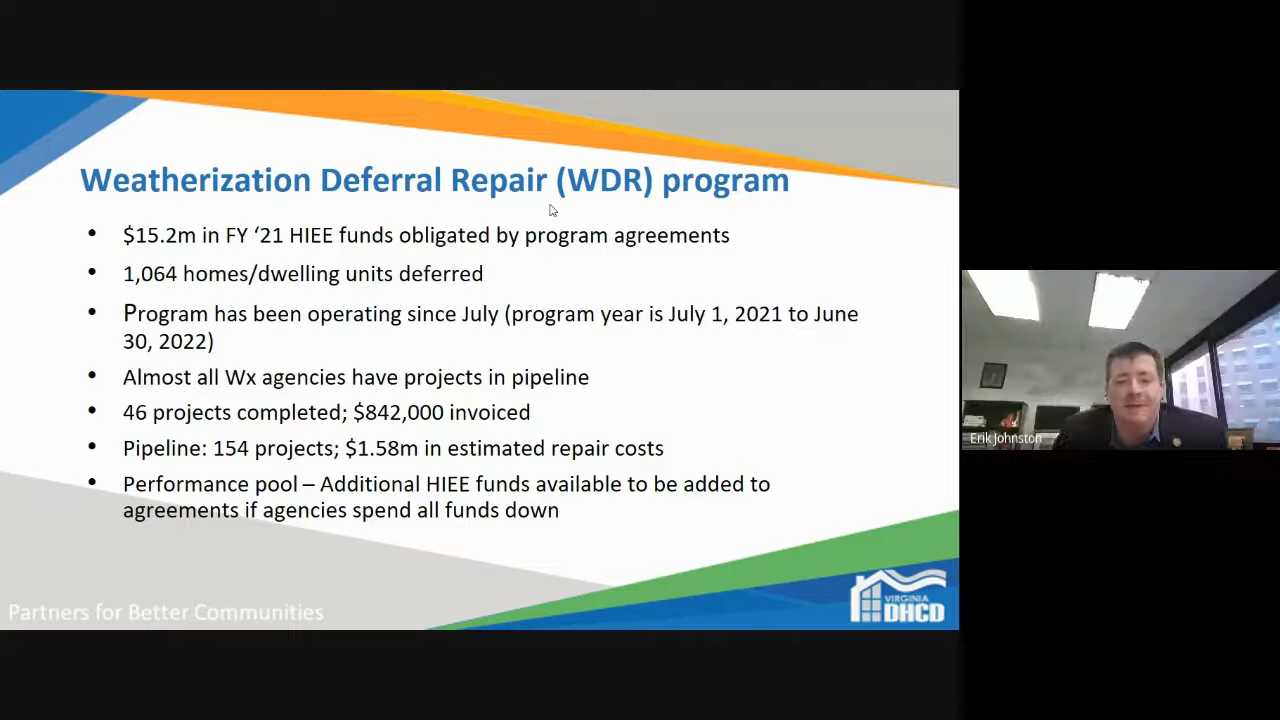 Weatherization Deferral Repair (WDR) program
• $15.2m in FY ‘21 HIEE funds obligated by program agreements
• 1,064 homes/dwelling units deferred
• Program has been operating since July (program year is July 1, 2021 to June
30, 2022)
• Almost all Wx agencies have projects in pipeline
• 46 projects completed; $842,000 invoiced
• Pipeline: 154 projects; $1.58m in estimated repair costs
• Performance pool – Additional HIEE funds available to be added to
agreements if agencies spend all funds down
Partners for Better Communities
VIRGINIA
DHCD
Erik Johnston